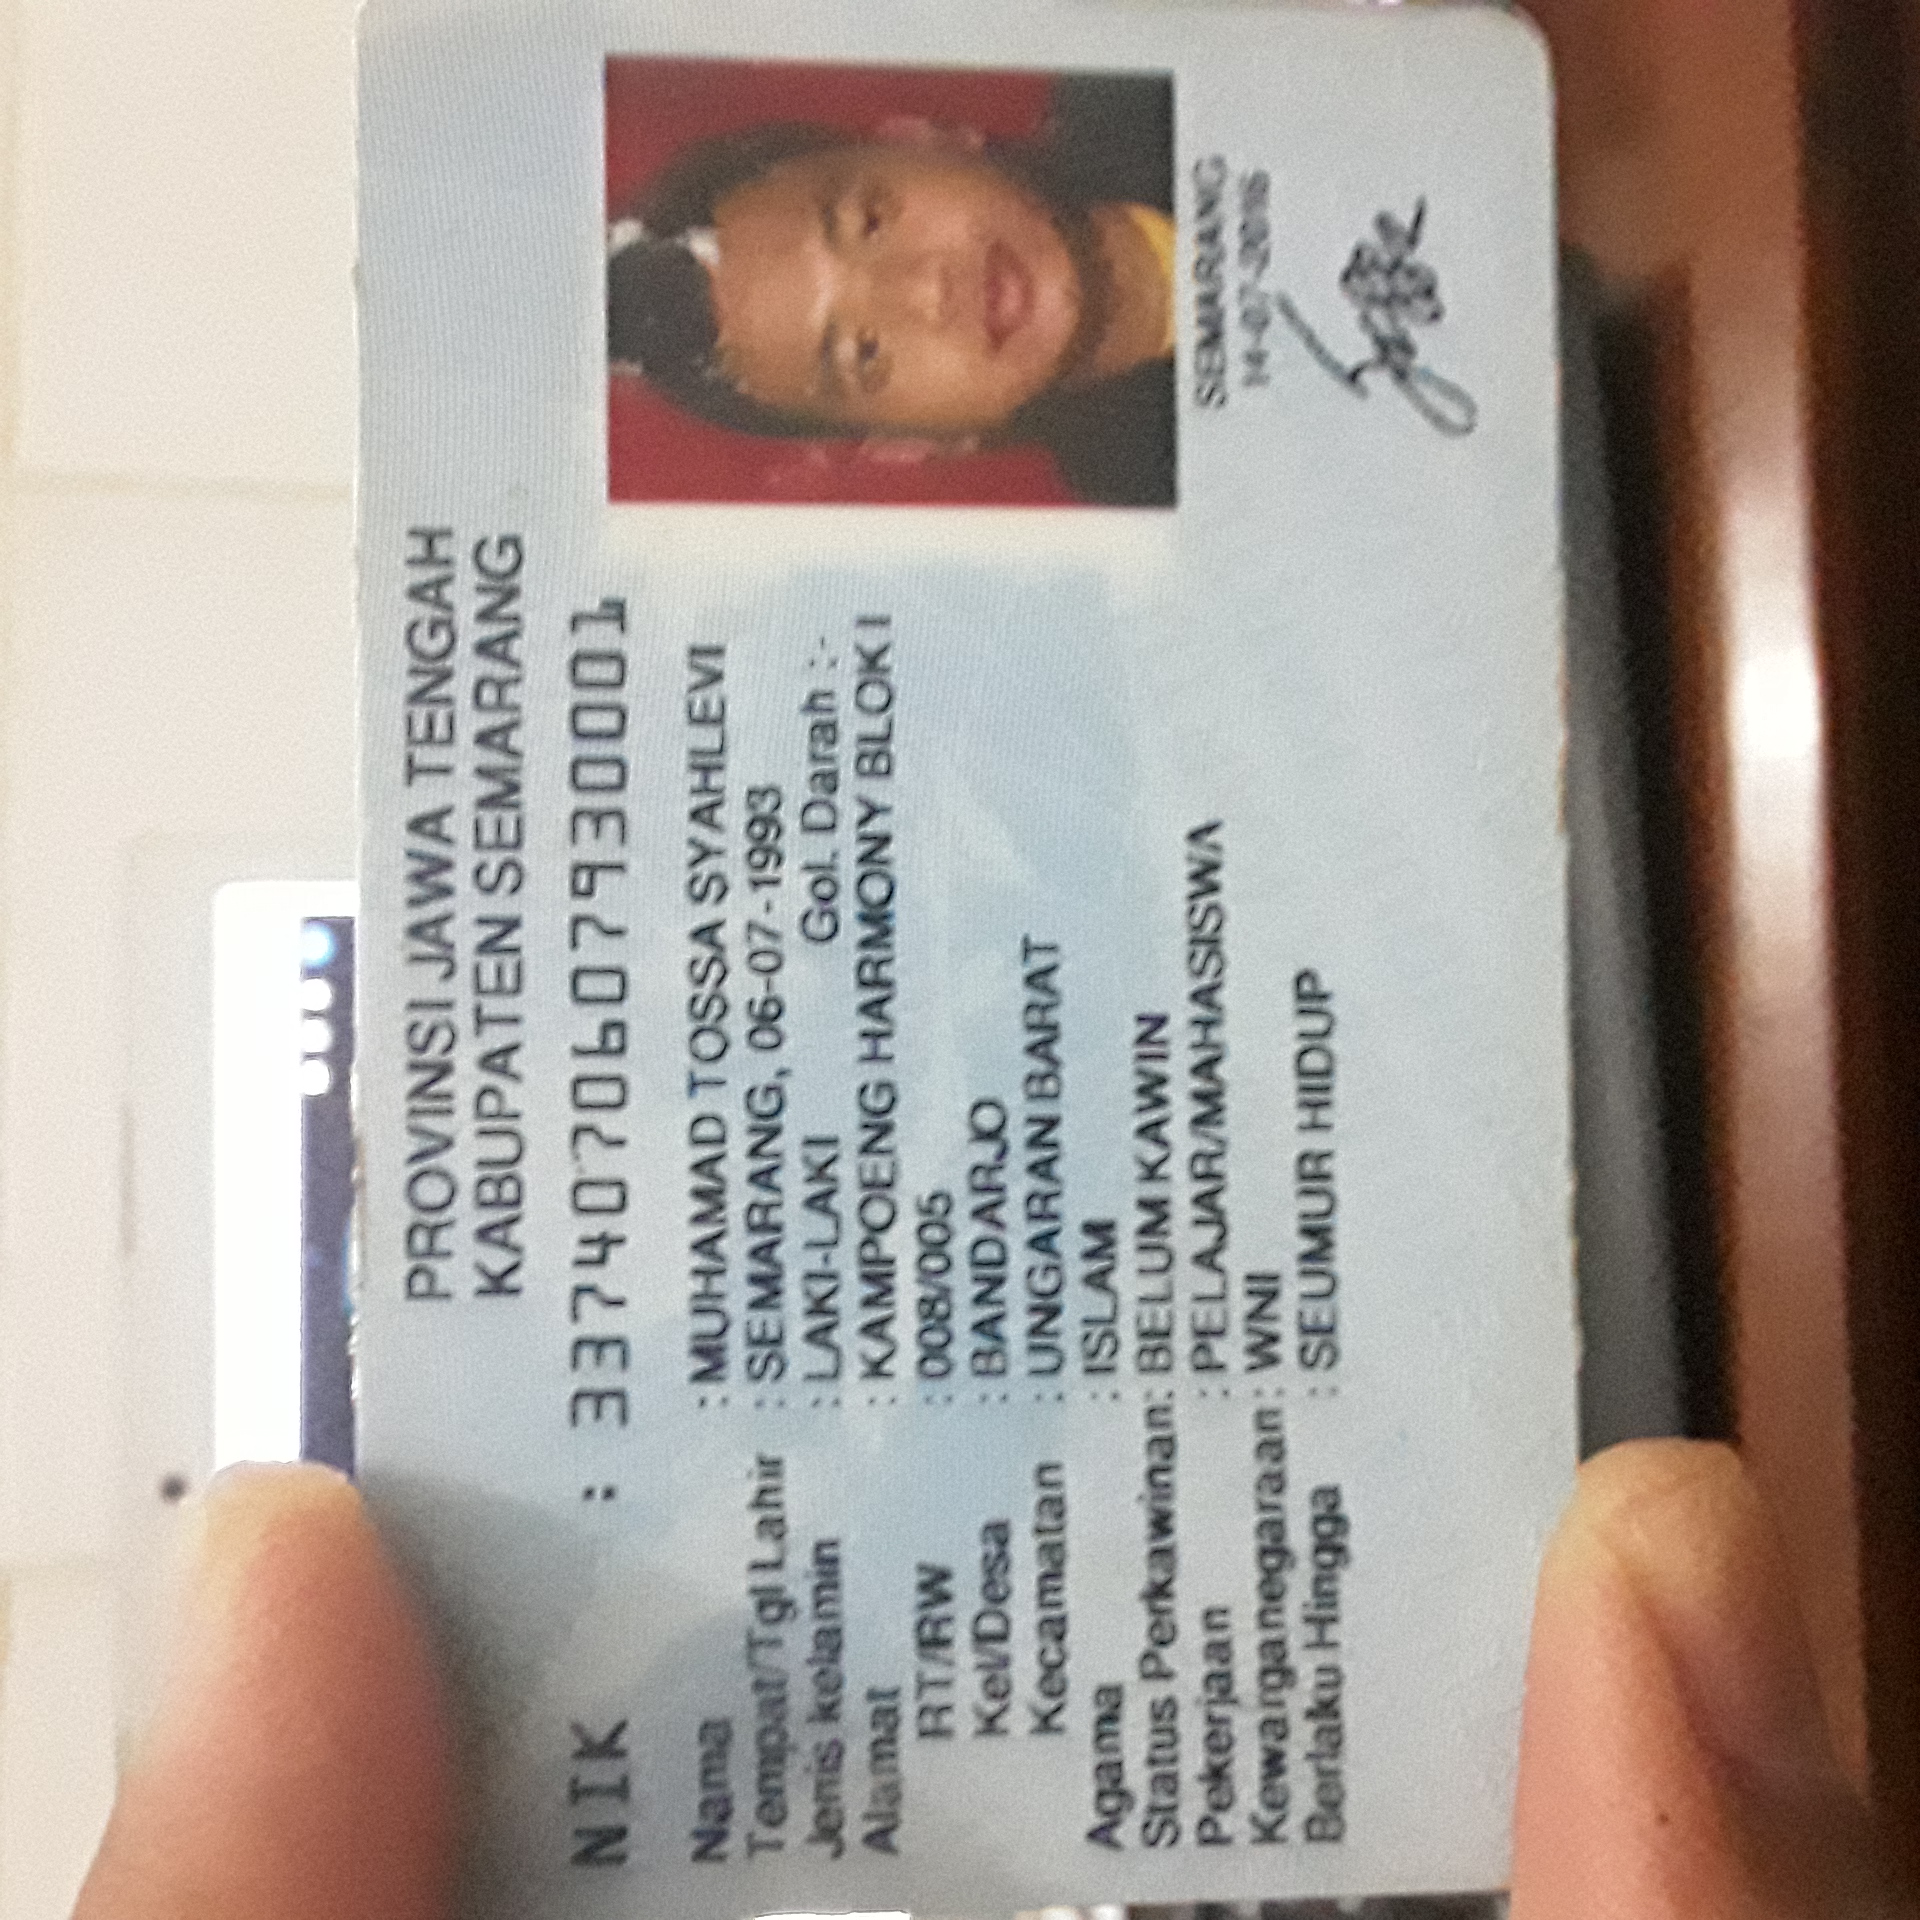 PROVINSI JAWA TENGAH
KABUPATEN SEMARANG
NIK : 3374070607930001
Nama : MUHAMAD TOSSA SYAHLEVI
Tempat/Tgl Lahir : SEMARANG, 06-07-1993
Jenis kelamin : LAKI-LAKI Gol. Darah :-
Alamat : KAMPOENG HARMONY BLOK I
RT/RW : 008/005
Kel/Desa : BANDARJO
Kecamatan : UNGARAN BARAT
Agama : ISLAM
Status Perkawinan: BELUM KAWIN
Pekerjaan : PELAJAR/MAHASISWA
Kewarganegaraan: WNI
Berlaku Hingga : SEUMUR HIDUP
SEMARANG
14-07-2016